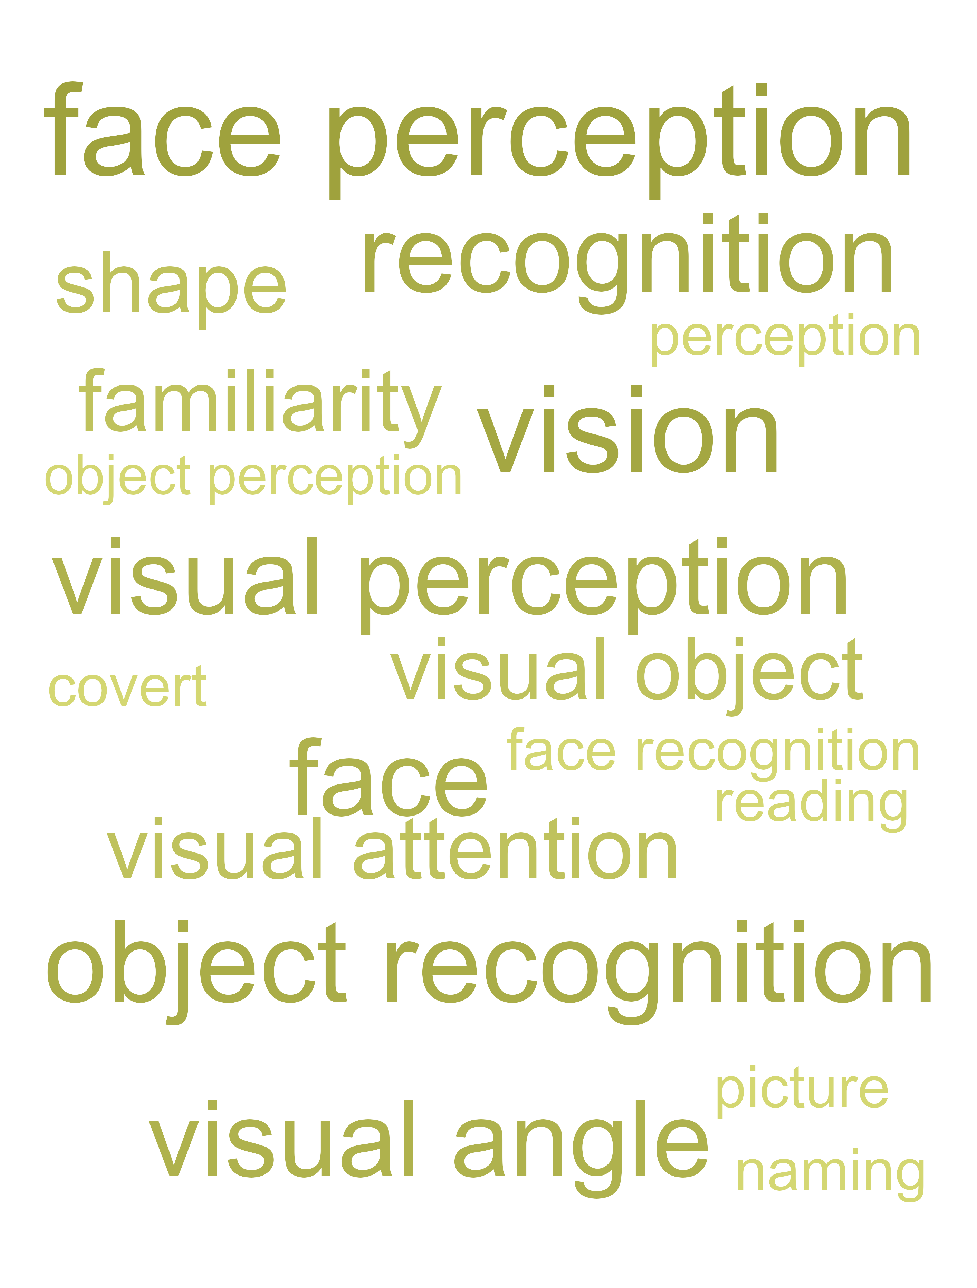 face perception
recognition
shape
perception
familiarity
vision
object perception
visual perception
visual object
covert
face recognition
face
reading
visual attention
object recognition
picture
visual angle
naming